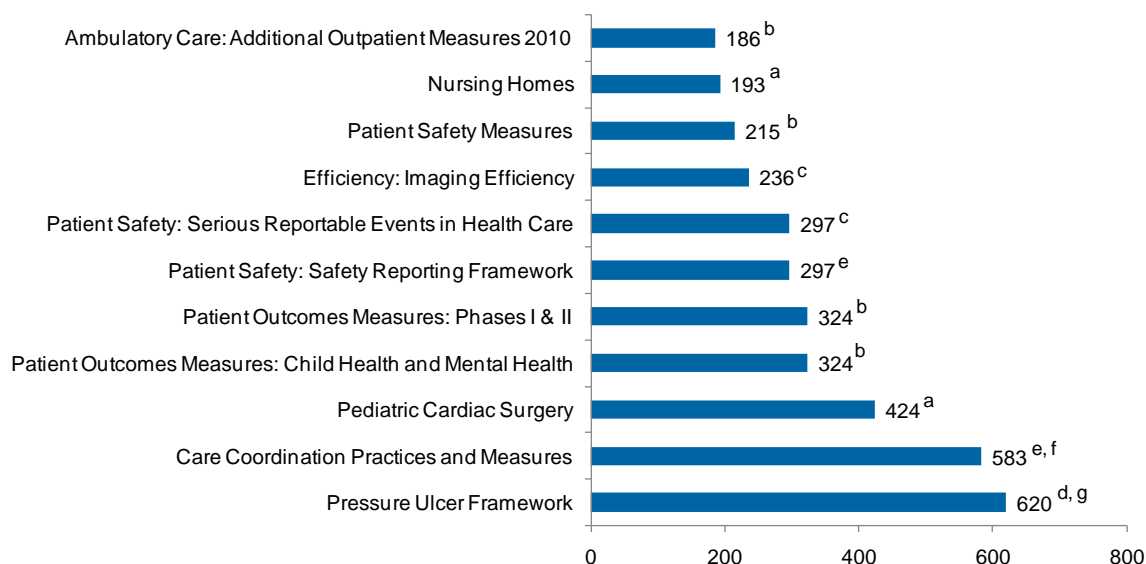 Ambulatory Care: Additional Outpatient Measures 2010 186 b
Nursing Homes 193 a
Patient Safety Measures 215 b
Efficiency: Imaging Efficiency 236 c
Patient Safety: Serious Reportable Events in Health Care 297 c
Patient Safety: Safety Reporting Framework 297 e
Patient Outcomes Measures: Phases I & II 324 b
Patient Outcomes Measures: Child Health and Mental Health 324 b
Pediatric Cardiac Surgery 424 a
Care Coordination Practices and Measures 583 e, f
Pressure Ulcer Framework 620 d, g
0 200 400 600 800